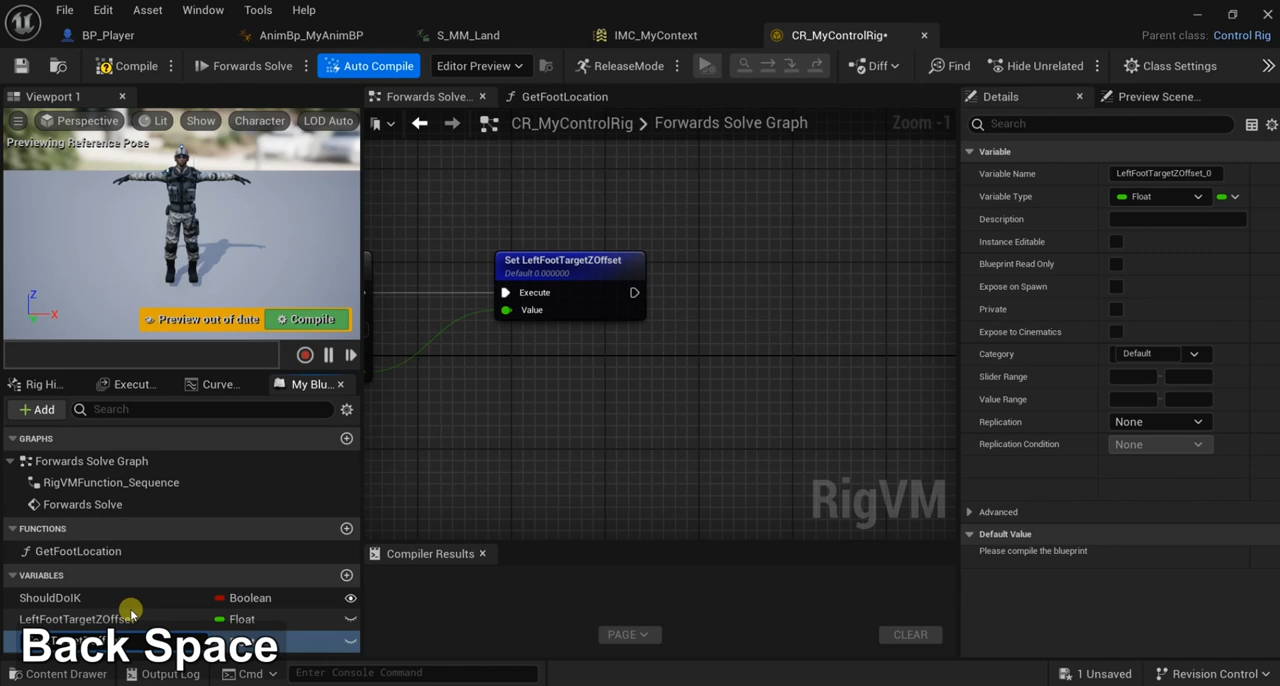 File Edit Asset Window Tools Help
BP_Player AnimBp_MyAnimBP S_MM_Land IMC_MyContext CR_MyControlRig* Parent class: Control Rig
Compile Forwards Solve Auto Compile Editor Preview ReleaseMode Diff Find Hide Unrelated Class Settings
Viewport 1 Forwards Solve... GetFootLocation Details Preview Scene...
Perspective Lit Show Character LOD Auto
CR_MyControlRig Forwards Solve Graph Zoom -1
Search
Previewing Reference Pose
Variable
Variable Name LeftFootTargetZOffset_0
Variable Type Float
Description
Instance Editable
Blueprint Read Only
Expose on Spawn
Private
Expose to Cinematics
Category Default
Slider Range
Value Range
Replication None
Replication Condition None
Advanced
Default Value
Please compile the blueprint
Set LeftFootTargetZOffset
Default 0.000000
Execute
Value
RigVM
Z
X
Preview out of date Compile
Rig Hi... Execut... Curve... My Blu...
Add Search
GRAPHS
Forwards Solve Graph
RigVMFunction_Sequence
Forwards Solve
FUNCTIONS
GetFootLocation
VARIABLES
ShouldDoIK Boolean
LeftFootTargetZOffset Float
Back Space
Compiler Results
PAGE CLEAR
Content Drawer Output Log Cmd Enter Console Command 1 Unsaved Revision Control